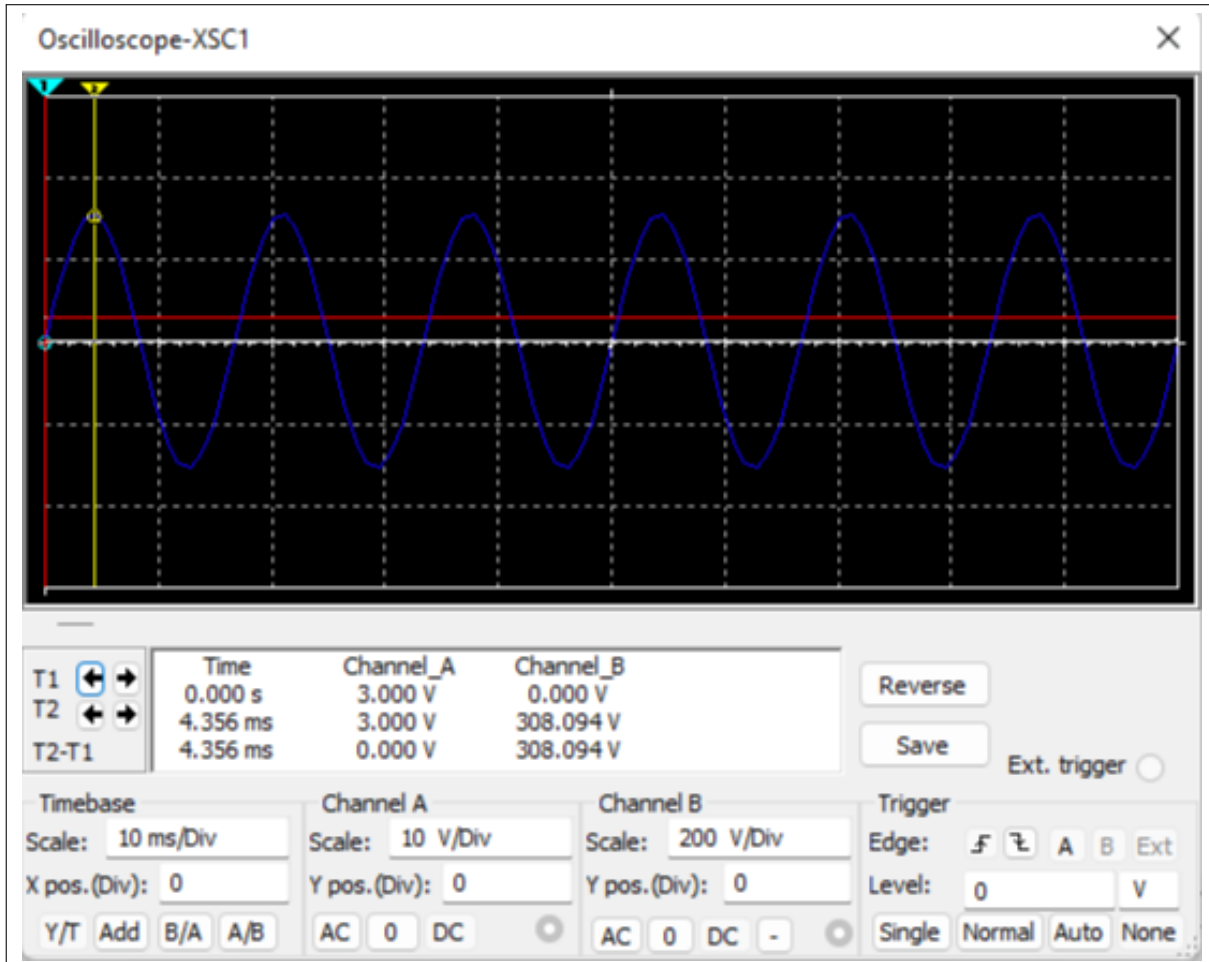 Oscilloscope-XSC1
1 2
Time Channel_A Channel_B
T1 0.000 s 3.000 V 0.000 V
T2 4.356 ms 3.000 V 308.094 V
T2-T1 4.356 ms 0.000 V 308.094 V
Reverse
Save
Ext. trigger
Timebase Channel A Channel B Trigger
Scale: 10 ms/Div Scale: 10 V/Div Scale: 200 V/Div Edge: A B Ext
X pos.(Div): 0 Y pos.(Div): 0 Y pos.(Div): 0 Level: 0 V
Y/T Add B/A A/B AC 0 DC AC 0 DC - Single Normal Auto None